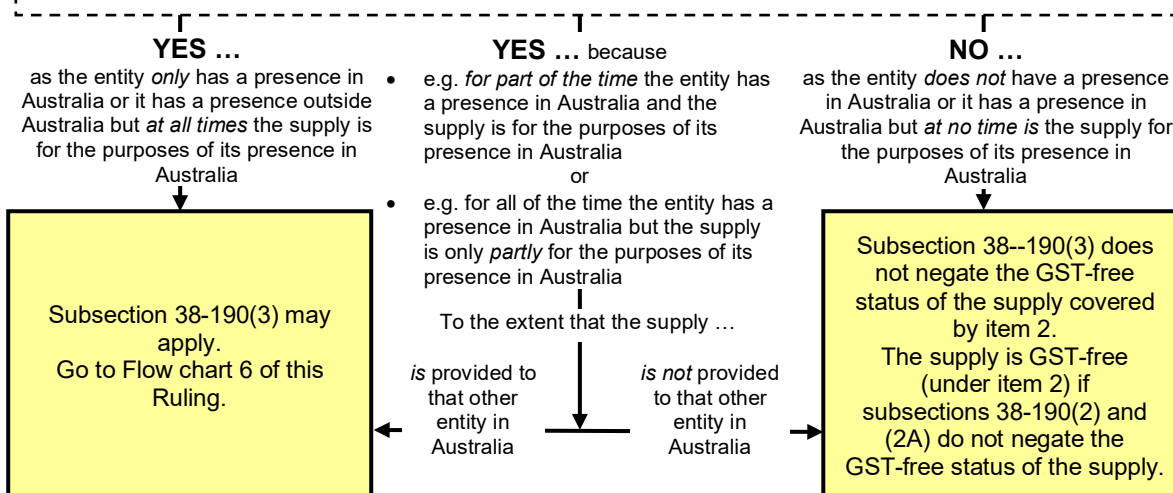 YES …
as the entity only has a presence in
Australia or it has a presence outside
Australia but at all times the supply is
for the purposes of its presence in
Australia
YES … because
• e.g. for part of the time the entity has
a presence in Australia and the
supply is for the purposes of its
presence in Australia
or
• e.g. for all of the time the entity has a
presence in Australia but the supply
is only partly for the purposes of its
presence in Australia
NO …
as the entity does not have a presence
in Australia or it has a presence in
Australia but at no time is the supply for
the purposes of its presence in
Australia
Subsection 38-190(3) may
apply.
Go to Flow chart 6 of this
Ruling.
To the extent that the supply …
is provided to
that other
entity in
Australia
is not provided
to that other
entity in
Australia
Subsection 38--190(3) does
not negate the GST-free
status of the supply covered
by item 2.
The supply is GST-free
(under item 2) if
subsections 38-190(2) and
(2A) do not negate the
GST-free status of the supply.